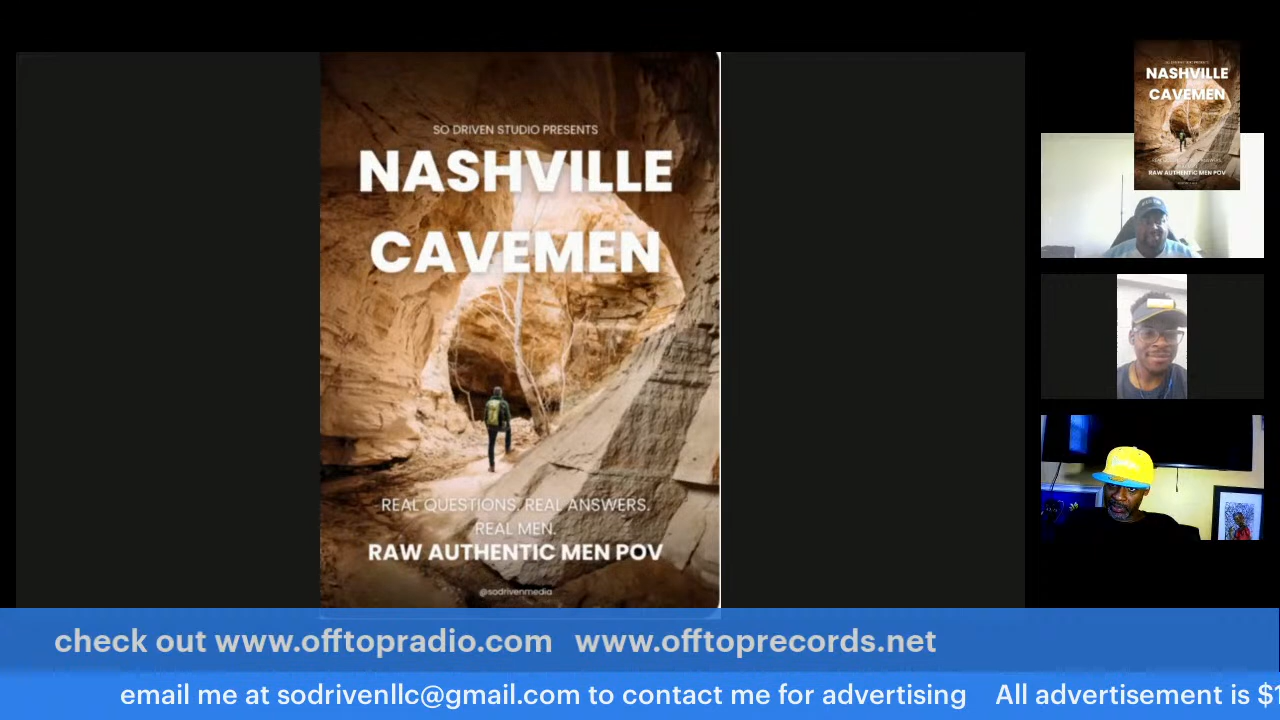 SO DRIVEN STUDIO PRESENTS
NASHVILLE
CAVEMEN
REAL QUESTIONS. REAL ANSWERS.
REAL MEN.
RAW AUTHENTIC MEN POV
@sodrivenmedia
NASHVILLE
CAVEMEN
RAW AUTHENTIC MEN POV
check out www.offtopradio.com www.offtoprecords.net
email me at sodrivenllc@gmail.com to contact me for advertising All advertisement is $1